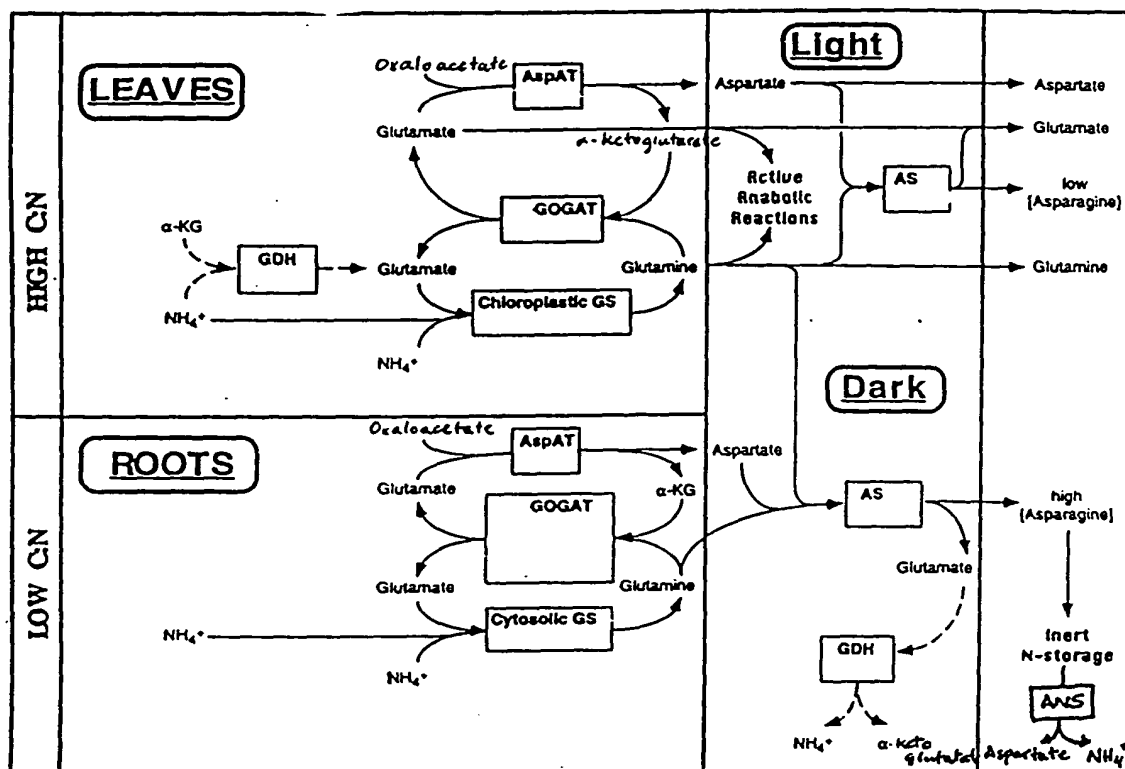 HIGH C:N
LEAVES
Oxaloacetate
AspAT
Glutamate
α-ketoglutarate
GOGAT
α-KG
GDH
Glutamate
Glutamine
NH₄⁺
Chloroplastic GS
NH₄⁺
Light
Aspartate
Active
Anabolic
Reactions
AS
Aspartate
Glutamate
low
[Asparagine]
Glutamine
Dark
LOW C:N
ROOTS
Oxaloacetate
AspAT
Glutamate
α-KG
GOGAT
Glutamate
Glutamine
NH₄⁺
Cytosolic GS
NH₄⁺
Aspartate
AS
Glutamate
GDH
NH₄⁺
α-Keto
high
[Asparagine]
Inert
N-storage
ANS
Aspartate
NH₄⁺